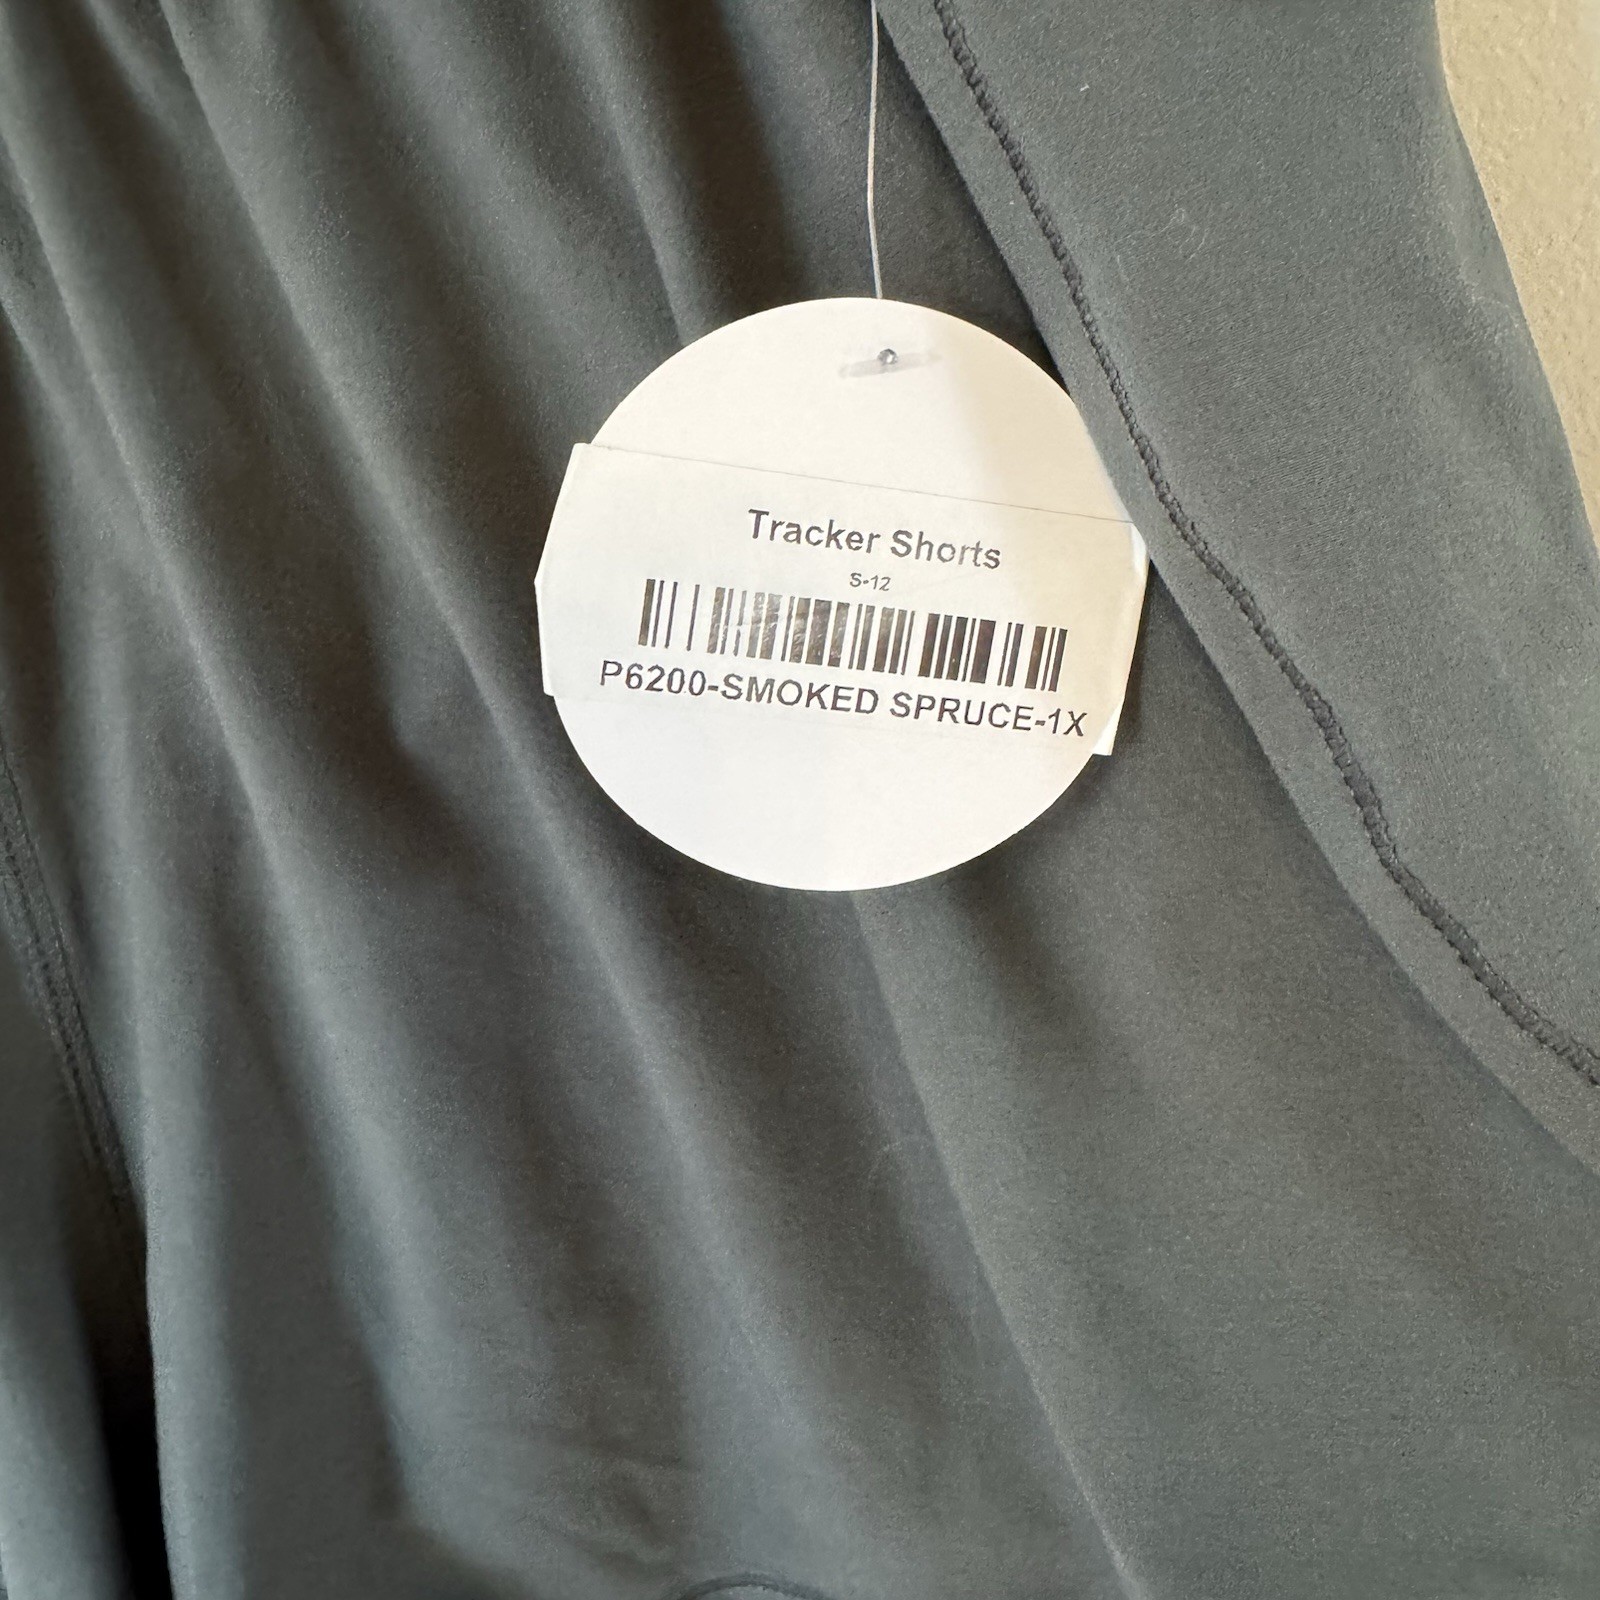 Tracker Shorts
S-12
P6200-SMOKED SPRUCE-1X